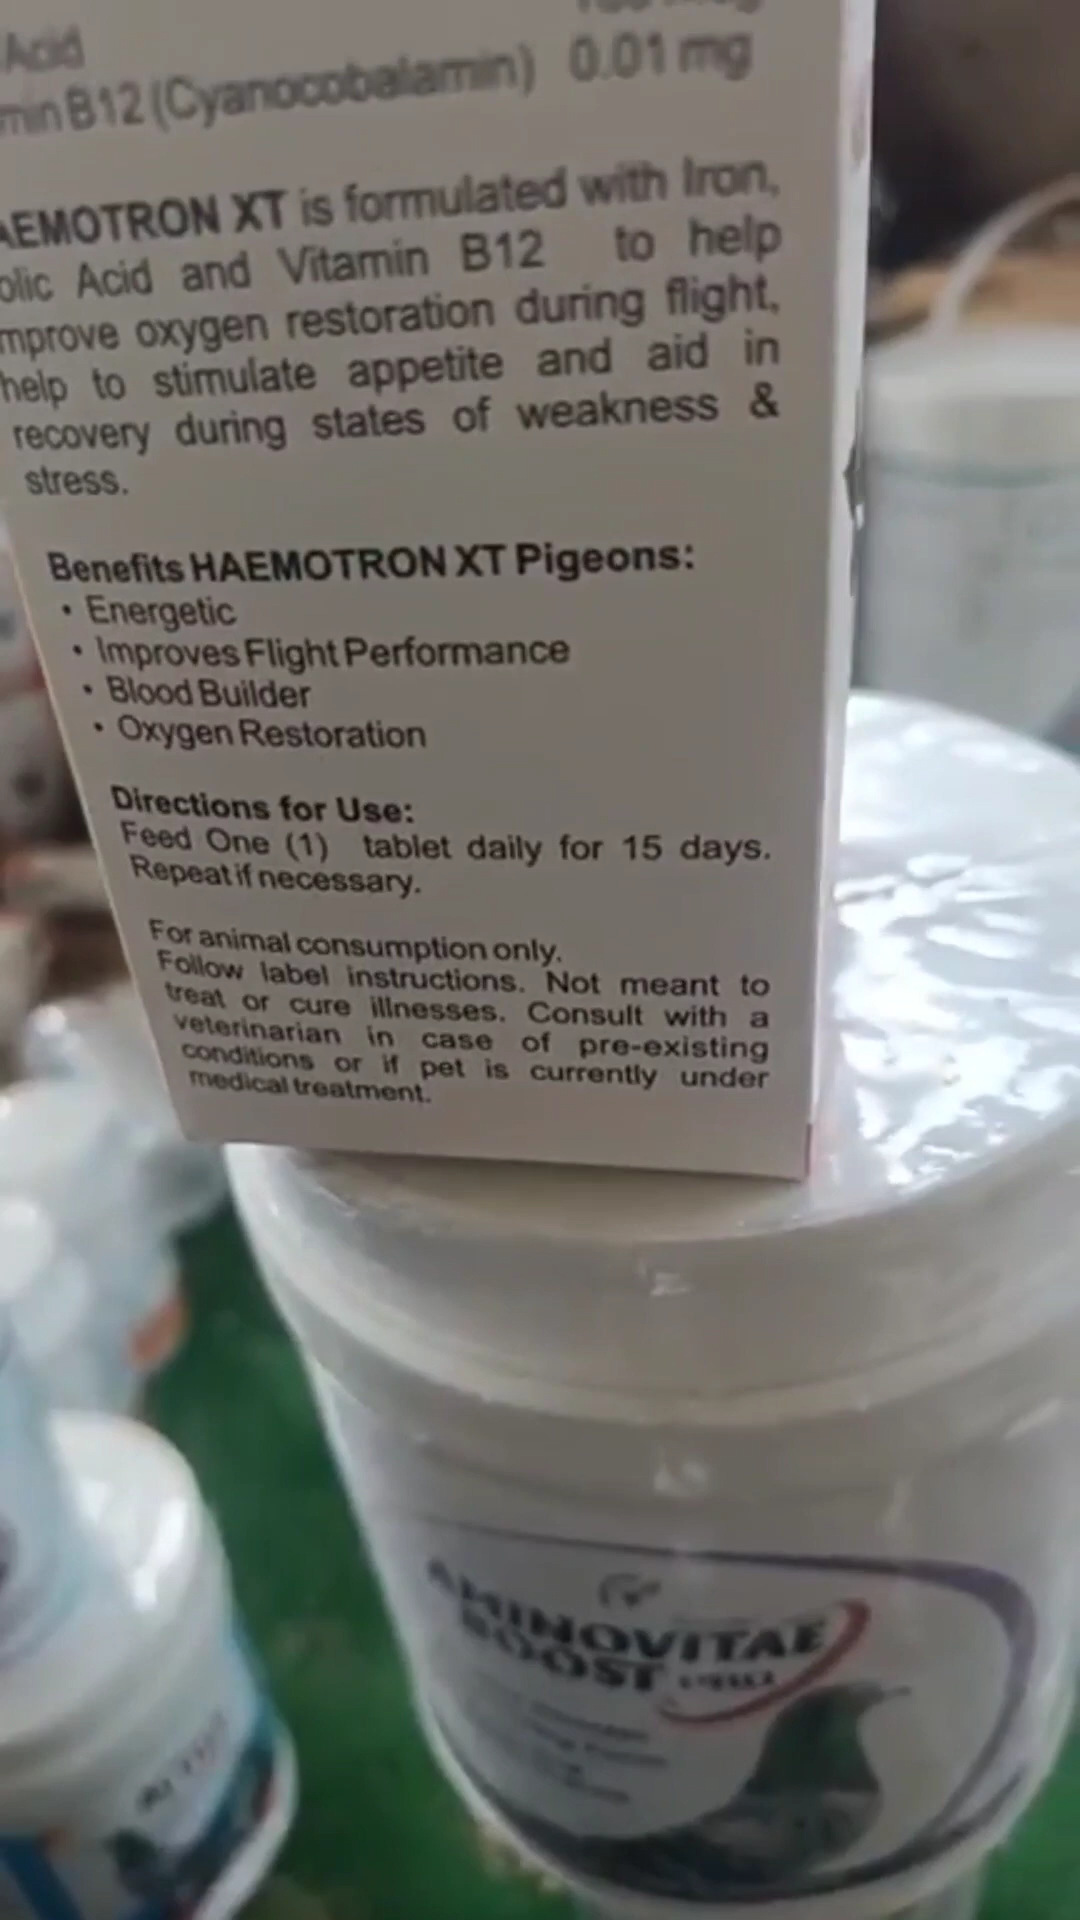 Acid
min B12 (Cyanocobalamin) 0.01 mg
AEMOTRON XT is formulated with Iron,
olic Acid and Vitamin B12 to help
mprove oxygen restoration during flight,
help to stimulate appetite and aid in
recovery during states of weakness &
stress.
Benefits HAEMOTRON XT Pigeons:
• Energetic
• Improves Flight Performance
• Blood Builder
• Oxygen Restoration
Directions for Use:
Feed One (1) tablet daily for 15 days.
Repeat if necessary.
For animal consumption only.
Follow label instructions. Not meant to
treat or cure illnesses. Consult with a
veterinarian in case of pre-existing
conditions or if pet is currently under
medical treatment.
AMINOVITAE
BOOST